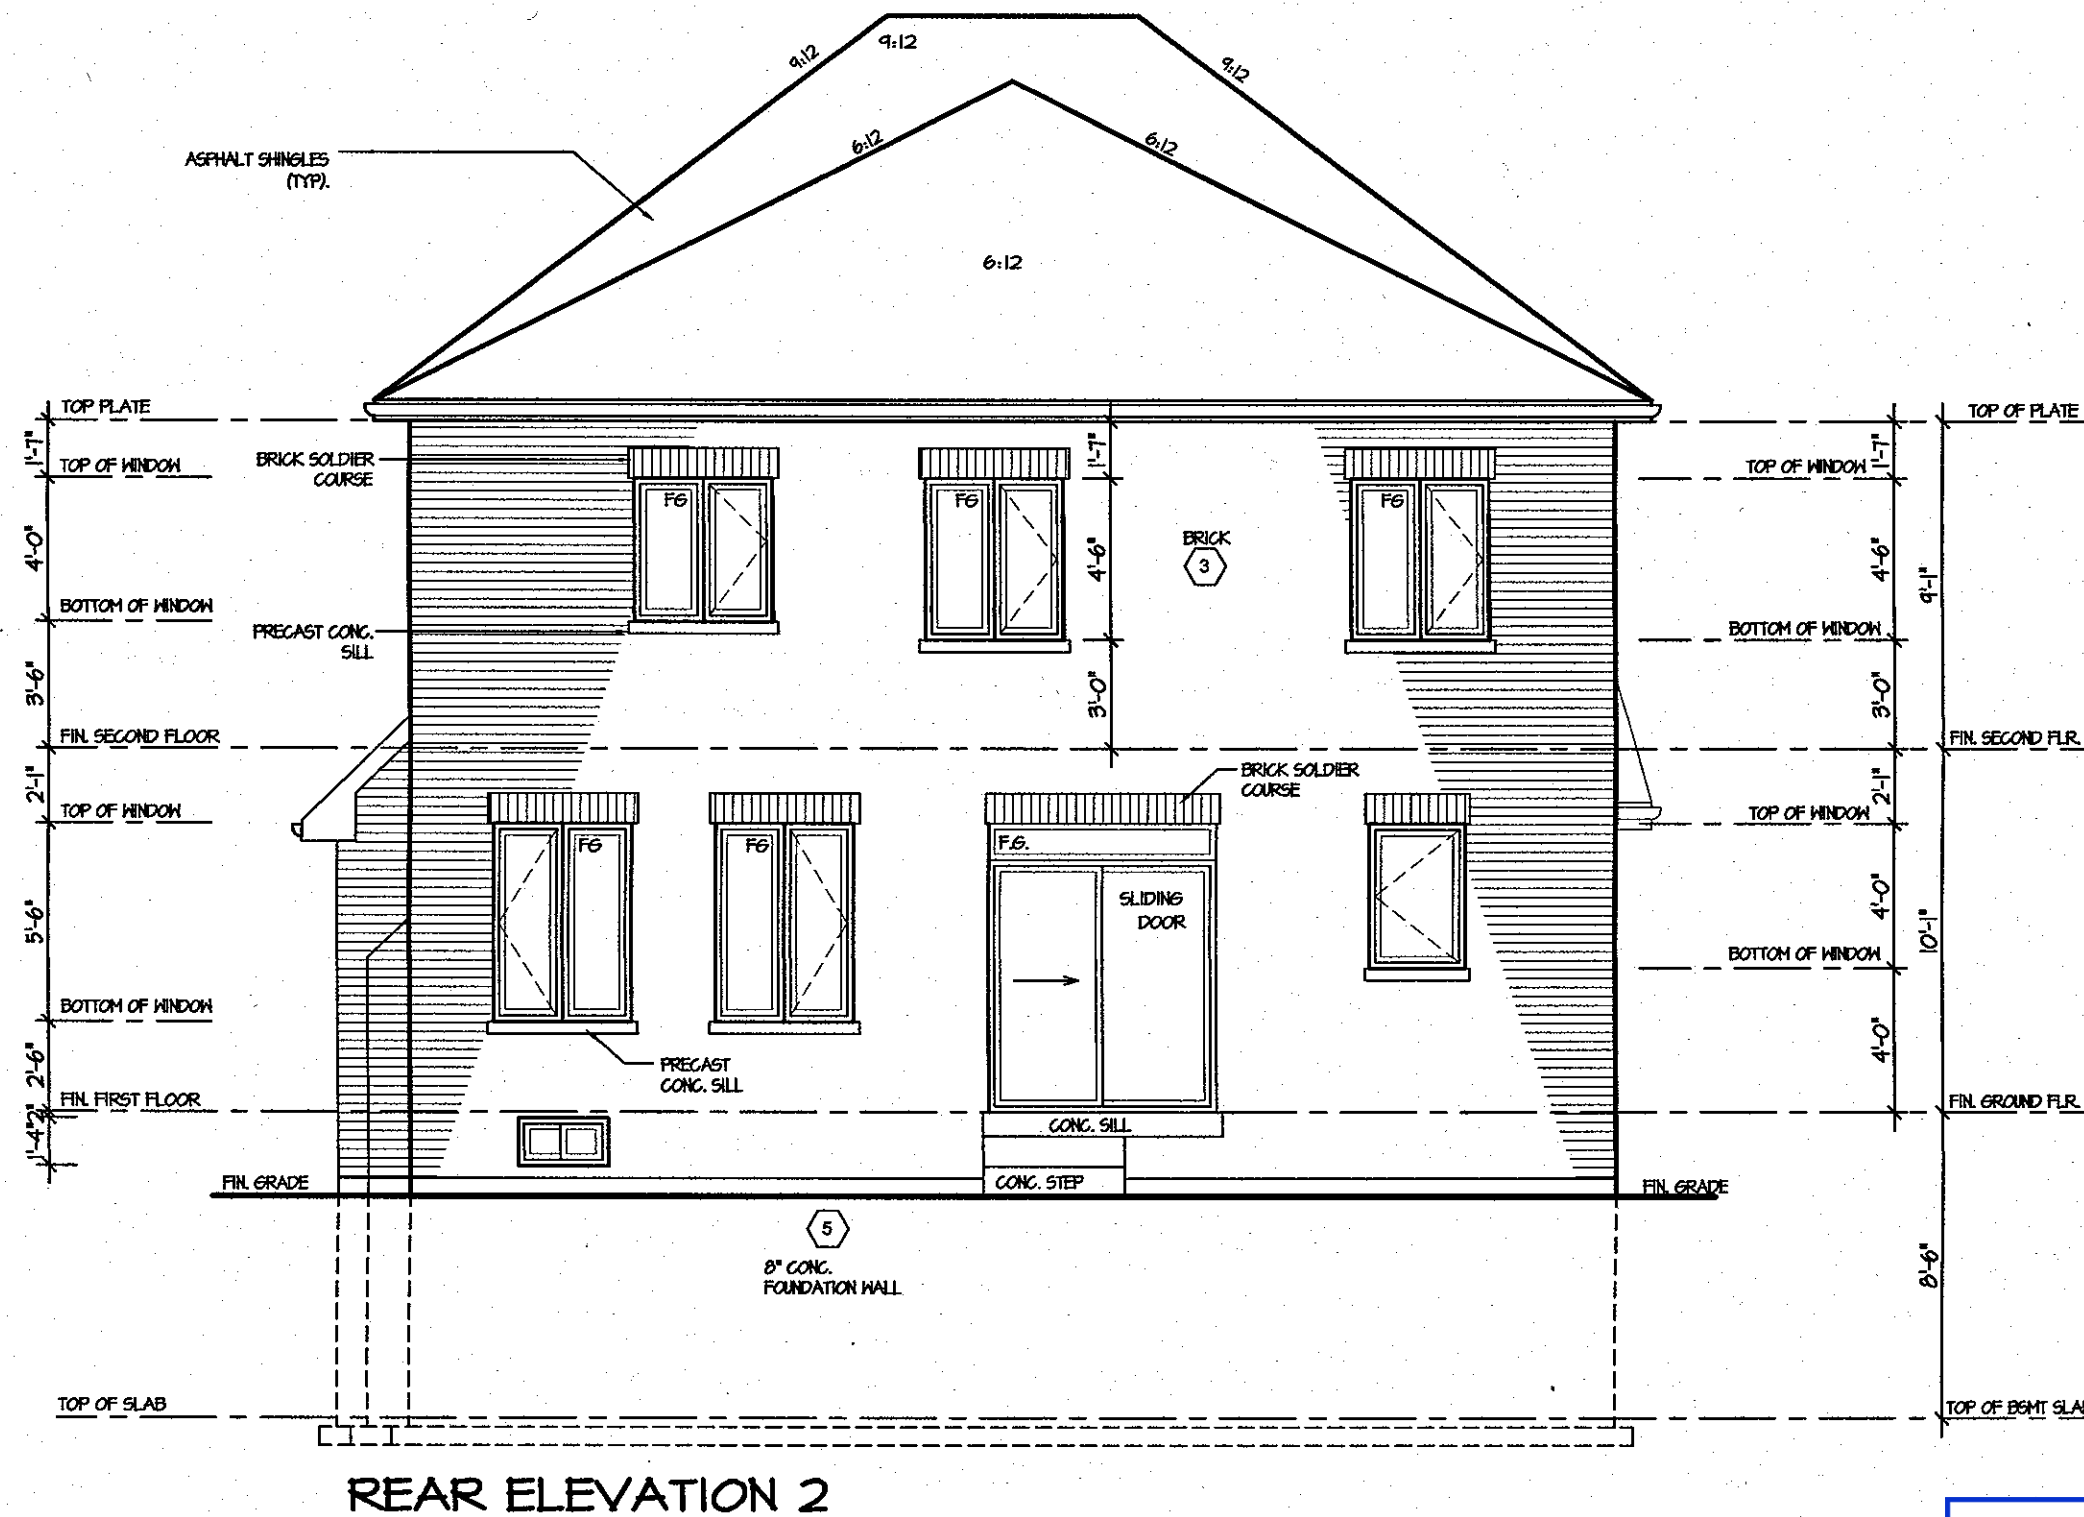 9:12
9:12
9:12
6:12
6:12
ASPHALT SHINGLES
(TYP).
6:12
TOP PLATE
TOP OF PLATE
1'-7"
TOP OF WINDOW
BRICK SOLDIER
COURSE
FG
FG
FG
1'-7"
TOP OF WINDOW
1'-7"
4'-0"
4'-6"
BRICK
3
4'-6"
9'-1"
BOTTOM OF WINDOW
PRECAST CONC.
SILL
BOTTOM OF WINDOW
3'-6"
3'-0"
3'-0"
FIN. SECOND FLOOR
FIN. SECOND FLR.
2'-1"
TOP OF WINDOW
BRICK SOLDIER
COURSE
2'-1"
TOP OF WINDOW
FG
FG
F.G.
SLIDING
DOOR
5'-6"
4'-0"
10'-1"
BOTTOM OF WINDOW
BOTTOM OF WINDOW
2'-6"
PRECAST
CONC. SILL
4'-0"
FIN. FIRST FLOOR
FIN. GROUND FLR.
2"
1'-4"
CONC. SILL
FIN. GRADE
CONC. STEP
FIN. GRADE
5
8" CONC.
FOUNDATION WALL
8'-6"
TOP OF SLAB
TOP OF BSMT SLAB
REAR ELEVATION 2